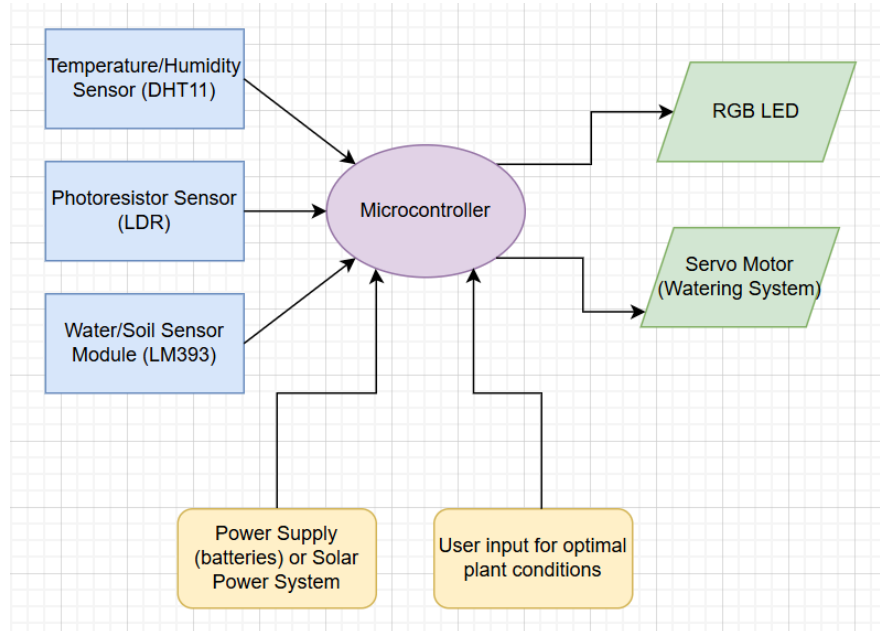 Temperature/Humidity
Sensor (DHT11)
Photoresistor Sensor
(LDR)
Water/Soil Sensor
Module (LM393)
Microcontroller
RGB LED
Servo Motor
(Watering System)
Power Supply
(batteries) or Solar
Power System
User input for optimal
plant conditions